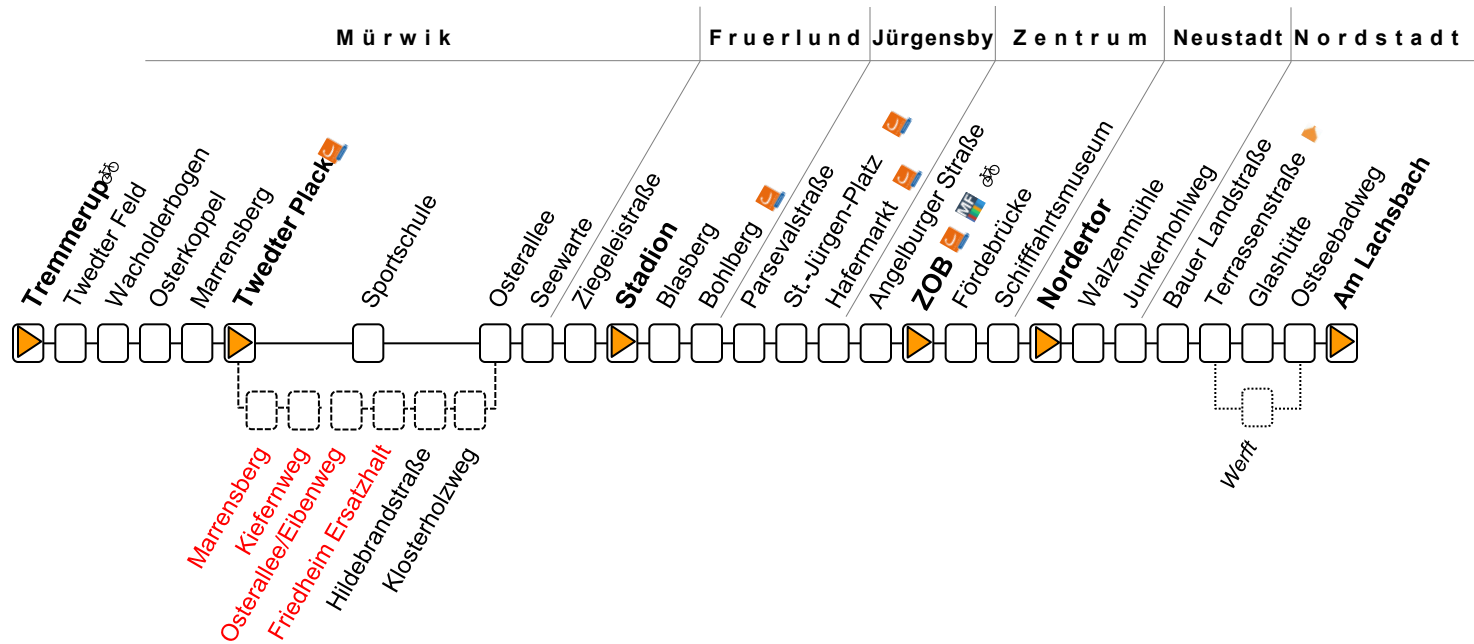 Mürwik
Fruerlund
Jürgensby
Zentrum
Neustadt
Nordstadt
Tremmerup
Twedter Feld
Wacholderbogen
Osterkoppel
Marrensberg
Twedter Plack
Sportschule
Osterallee
Seewarte
Ziegeleistraße
Stadion
Blasberg
Bohlberg
Parsevalstraße
St.-Jürgen-Platz
Hafermarkt
Angelburger Straße
ZOB
MF
Fördebrücke
Schifffahrtsmuseum
Nordertor
Walzenmühle
Junkerhohlweg
Bauer Landstraße
Terrassenstraße
Glashütte
Ostseebadweg
Am Lachsbach
Marrensberg
Kiefernweg
Osterallee/Eibenweg
Friedheim Ersatzhalt
Hildebrandstraße
Klosterholzweg
Werft